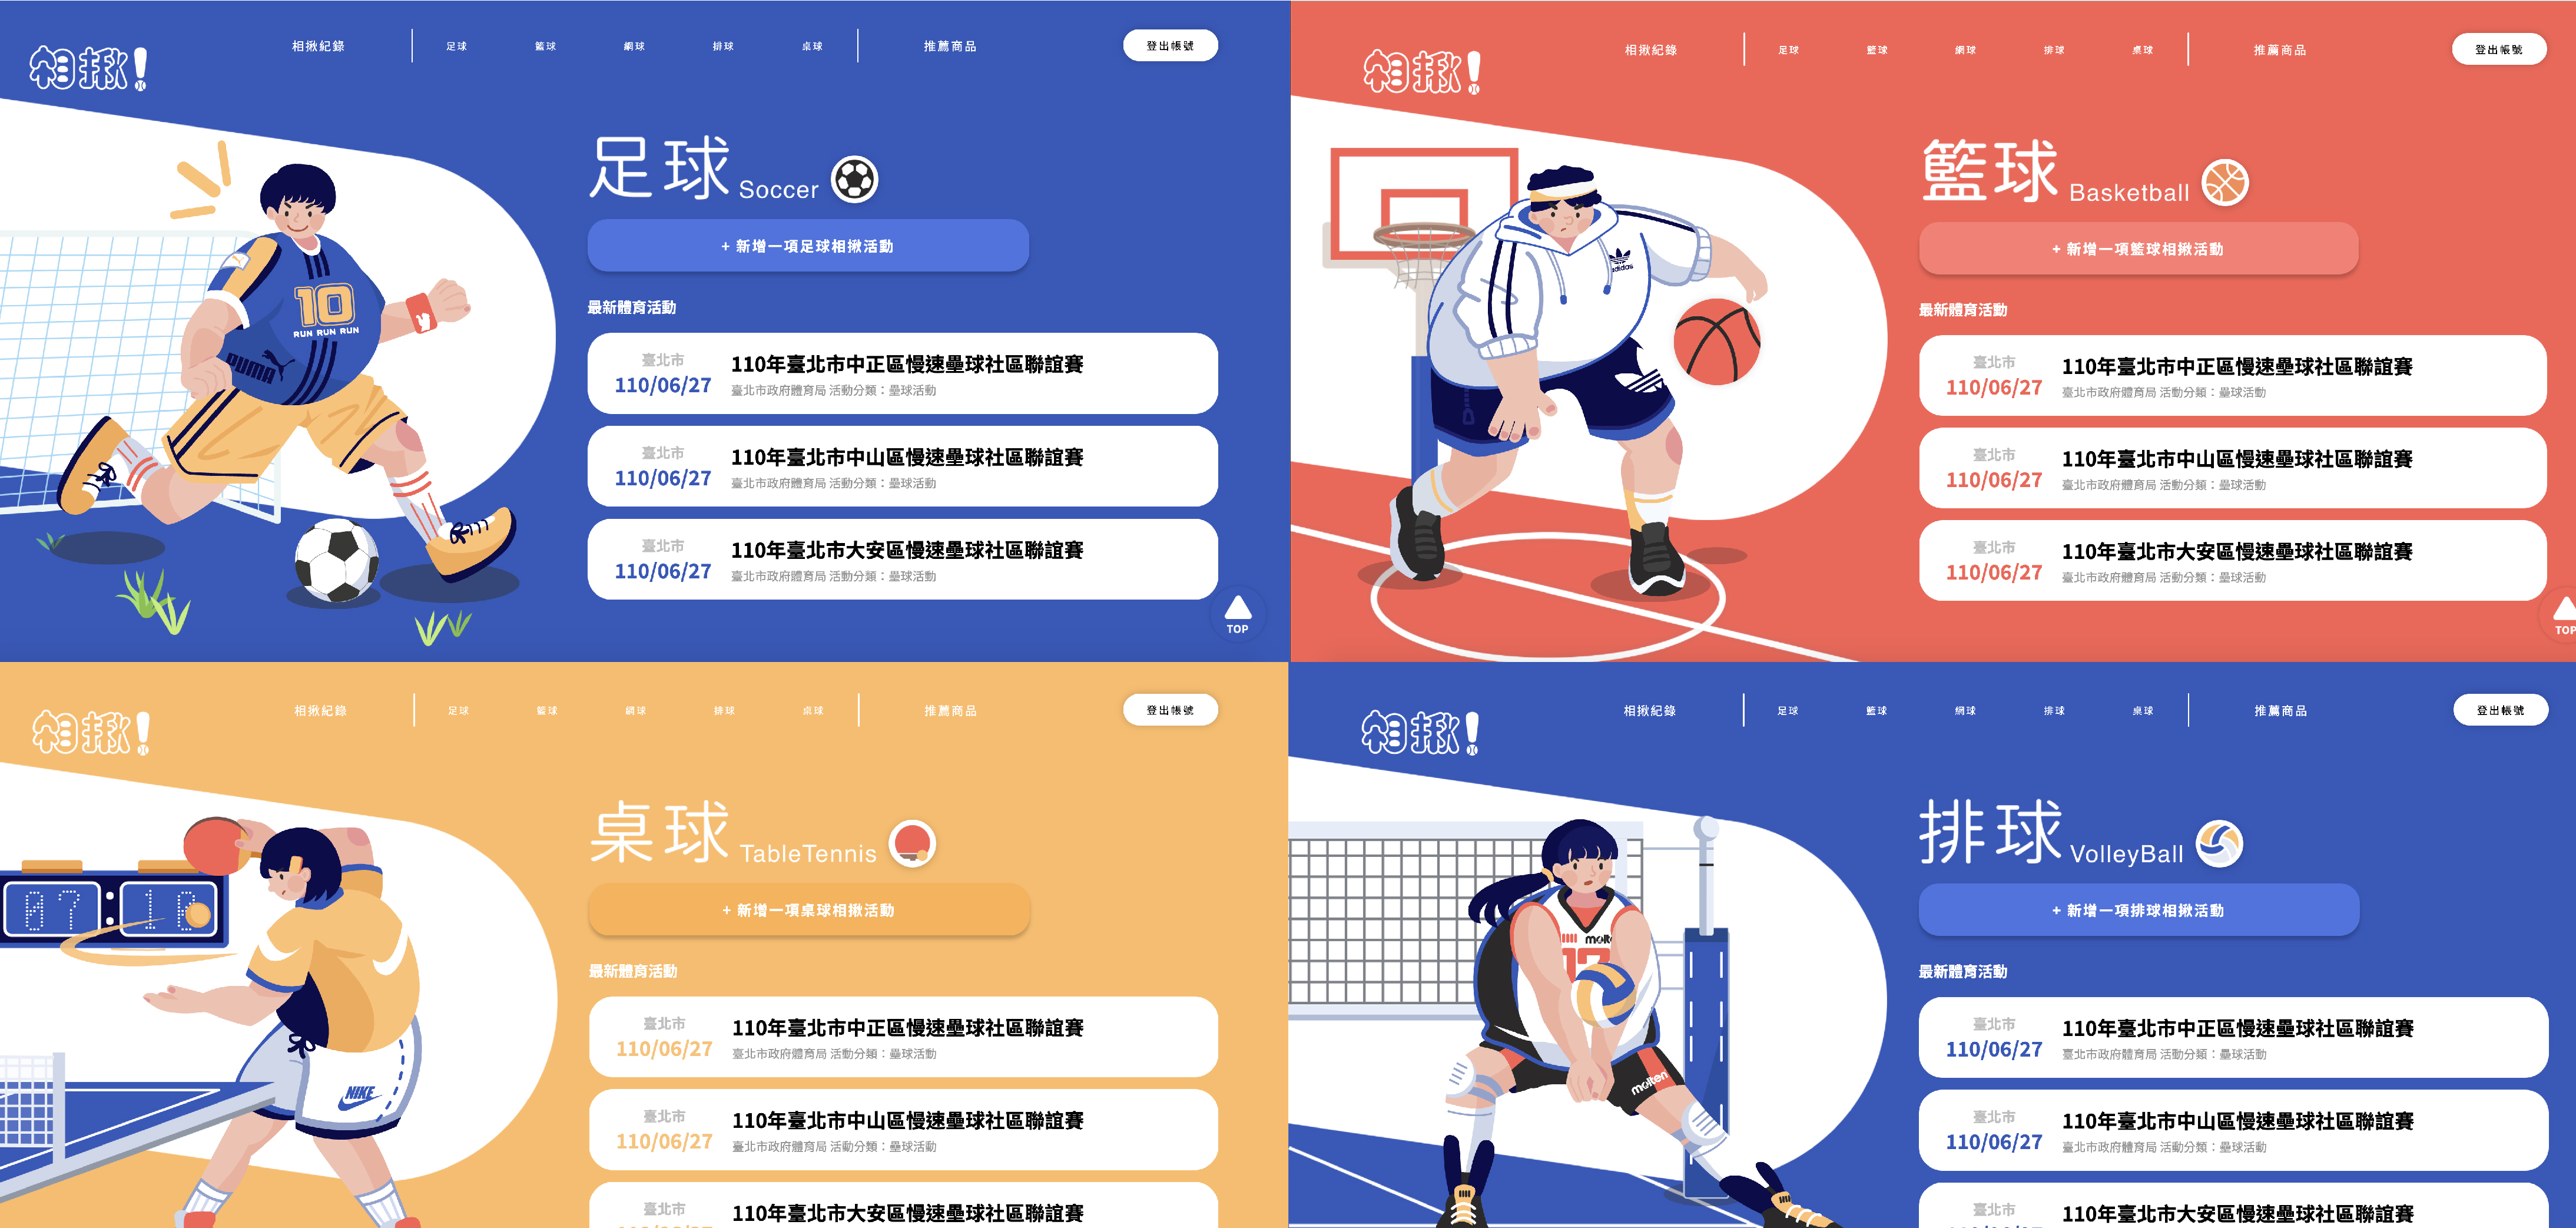 相揪!
相揪紀錄 足球 籃球 網球 排球 桌球 推薦商品 登出帳號
足球 Soccer
+ 新增一項足球相揪活動
最新體育活動
臺北市
110/06/27
110年臺北市中正區慢速壘球社區聯誼賽
臺北市政府體育局 活動分類：壘球活動
臺北市
110/06/27
110年臺北市中山區慢速壘球社區聯誼賽
臺北市政府體育局 活動分類：壘球活動
臺北市
110/06/27
110年臺北市大安區慢速壘球社區聯誼賽
臺北市政府體育局 活動分類：壘球活動
TOP
10
RUN RUN RUN
PUMA
相揪!
相揪紀錄 足球 籃球 網球 排球 桌球 推薦商品 登出帳號
籃球 Basketball
+ 新增一項籃球相揪活動
最新體育活動
臺北市
110/06/27
110年臺北市中正區慢速壘球社區聯誼賽
臺北市政府體育局 活動分類：壘球活動
臺北市
110/06/27
110年臺北市中山區慢速壘球社區聯誼賽
臺北市政府體育局 活動分類：壘球活動
臺北市
110/06/27
110年臺北市大安區慢速壘球社區聯誼賽
臺北市政府體育局 活動分類：壘球活動
TOP
adidas
相揪!
相揪紀錄 足球 籃球 網球 排球 桌球 推薦商品 登出帳號
桌球 TableTennis
+ 新增一項桌球相揪活動
最新體育活動
臺北市
110/06/27
110年臺北市中正區慢速壘球社區聯誼賽
臺北市政府體育局 活動分類：壘球活動
臺北市
110/06/27
110年臺北市中山區慢速壘球社區聯誼賽
臺北市政府體育局 活動分類：壘球活動
臺北市
110年臺北市大安區慢速壘球社區聯誼賽
07:10
NIKE
相揪!
相揪紀錄 足球 籃球 網球 排球 桌球 推薦商品 登出帳號
排球 VolleyBall
+ 新增一項排球相揪活動
最新體育活動
臺北市
110/06/27
110年臺北市中正區慢速壘球社區聯誼賽
臺北市政府體育局 活動分類：壘球活動
臺北市
110/06/27
110年臺北市中山區慢速壘球社區聯誼賽
臺北市政府體育局 活動分類：壘球活動
臺北市
110年臺北市大安區慢速壘球社區聯誼賽
molten